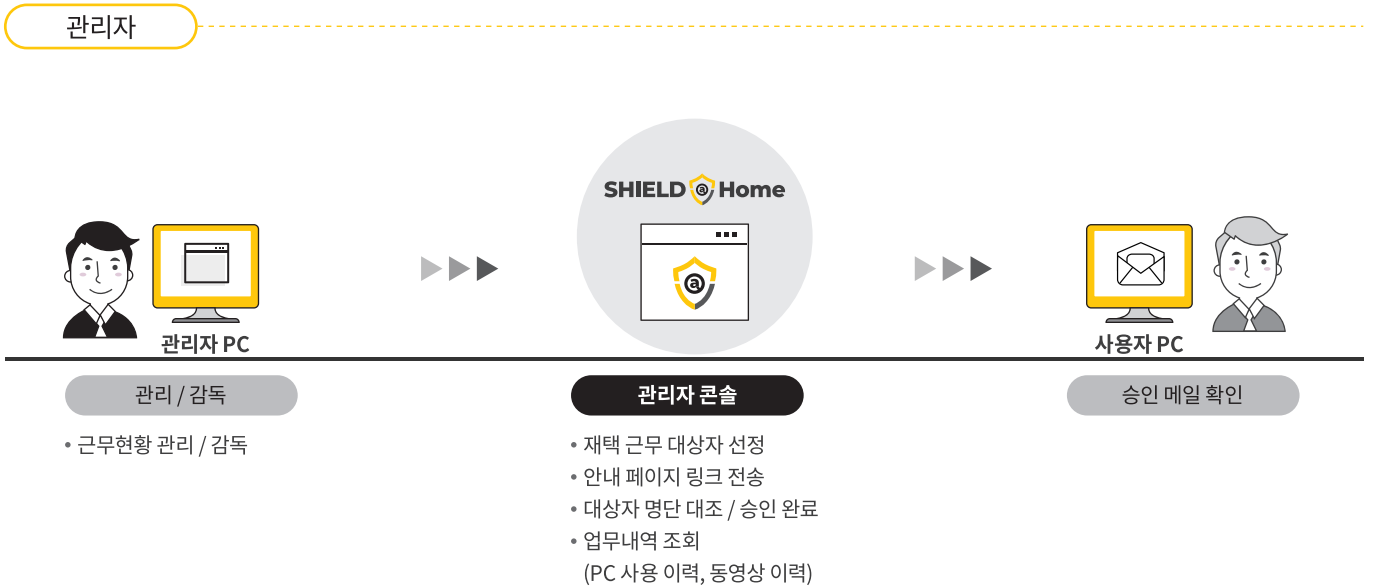 관리자
SHIELD @ Home
@
관리자 PC
사용자 PC
관리 / 감독
관리자 콘솔
승인 메일 확인
• 근무현황 관리 / 감독
• 재택 근무 대상자 선정
• 안내 페이지 링크 전송
• 대상자 명단 대조 / 승인 완료
• 업무내역 조회
(PC 사용 이력, 동영상 이력)